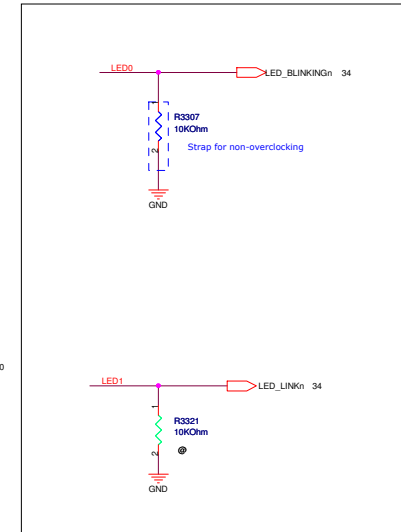 LED0
LED_BLINKINGn 34
1
R3307
10KOhm
2
Strap for non-overclocking
GND
0
LED1
LED_LINKn 34
1
R3321
10KOhm
2
@
GND